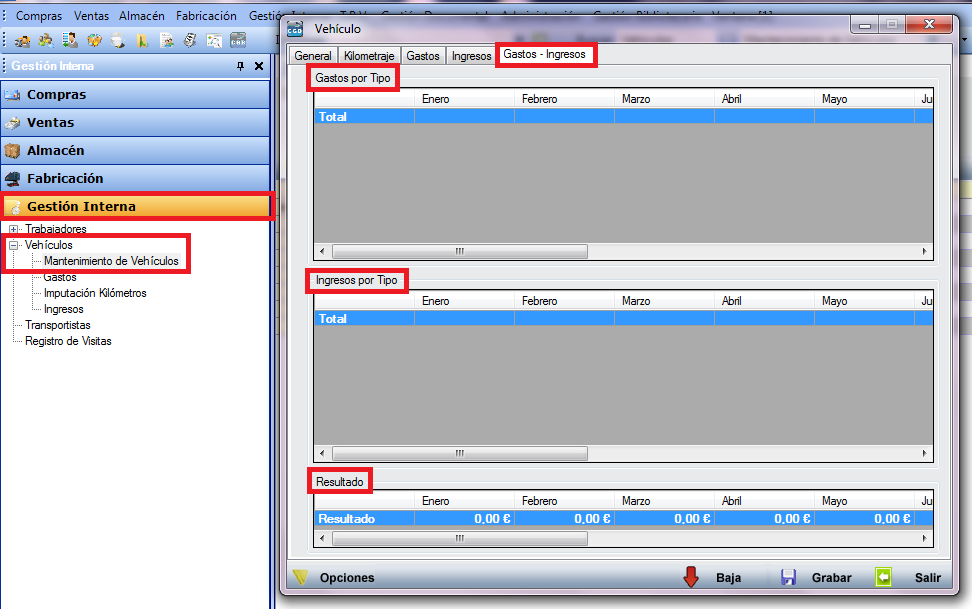 Compras Ventas Almacén Fabricación
Vehículo
Gestión Interna
Compras
Ventas
Almacén
Fabricación
Gestión Interna
Trabajadores
Vehículos
Mantenimiento de Vehículos
Gastos
Imputación Kilómetros
Ingresos
Transportistas
Registro de Visitas
General Kilometraje Gastos Ingresos Gastos - Ingresos
Gastos por Tipo
Enero Febrero Marzo Abril Mayo Ju
Total
Ingresos por Tipo
Enero Febrero Marzo Abril Mayo Ju
Total
Resultado
Enero Febrero Marzo Abril Mayo Ju
Resultado 0,00 € 0,00 € 0,00 € 0,00 € 0,00 €
Opciones Baja Grabar Salir